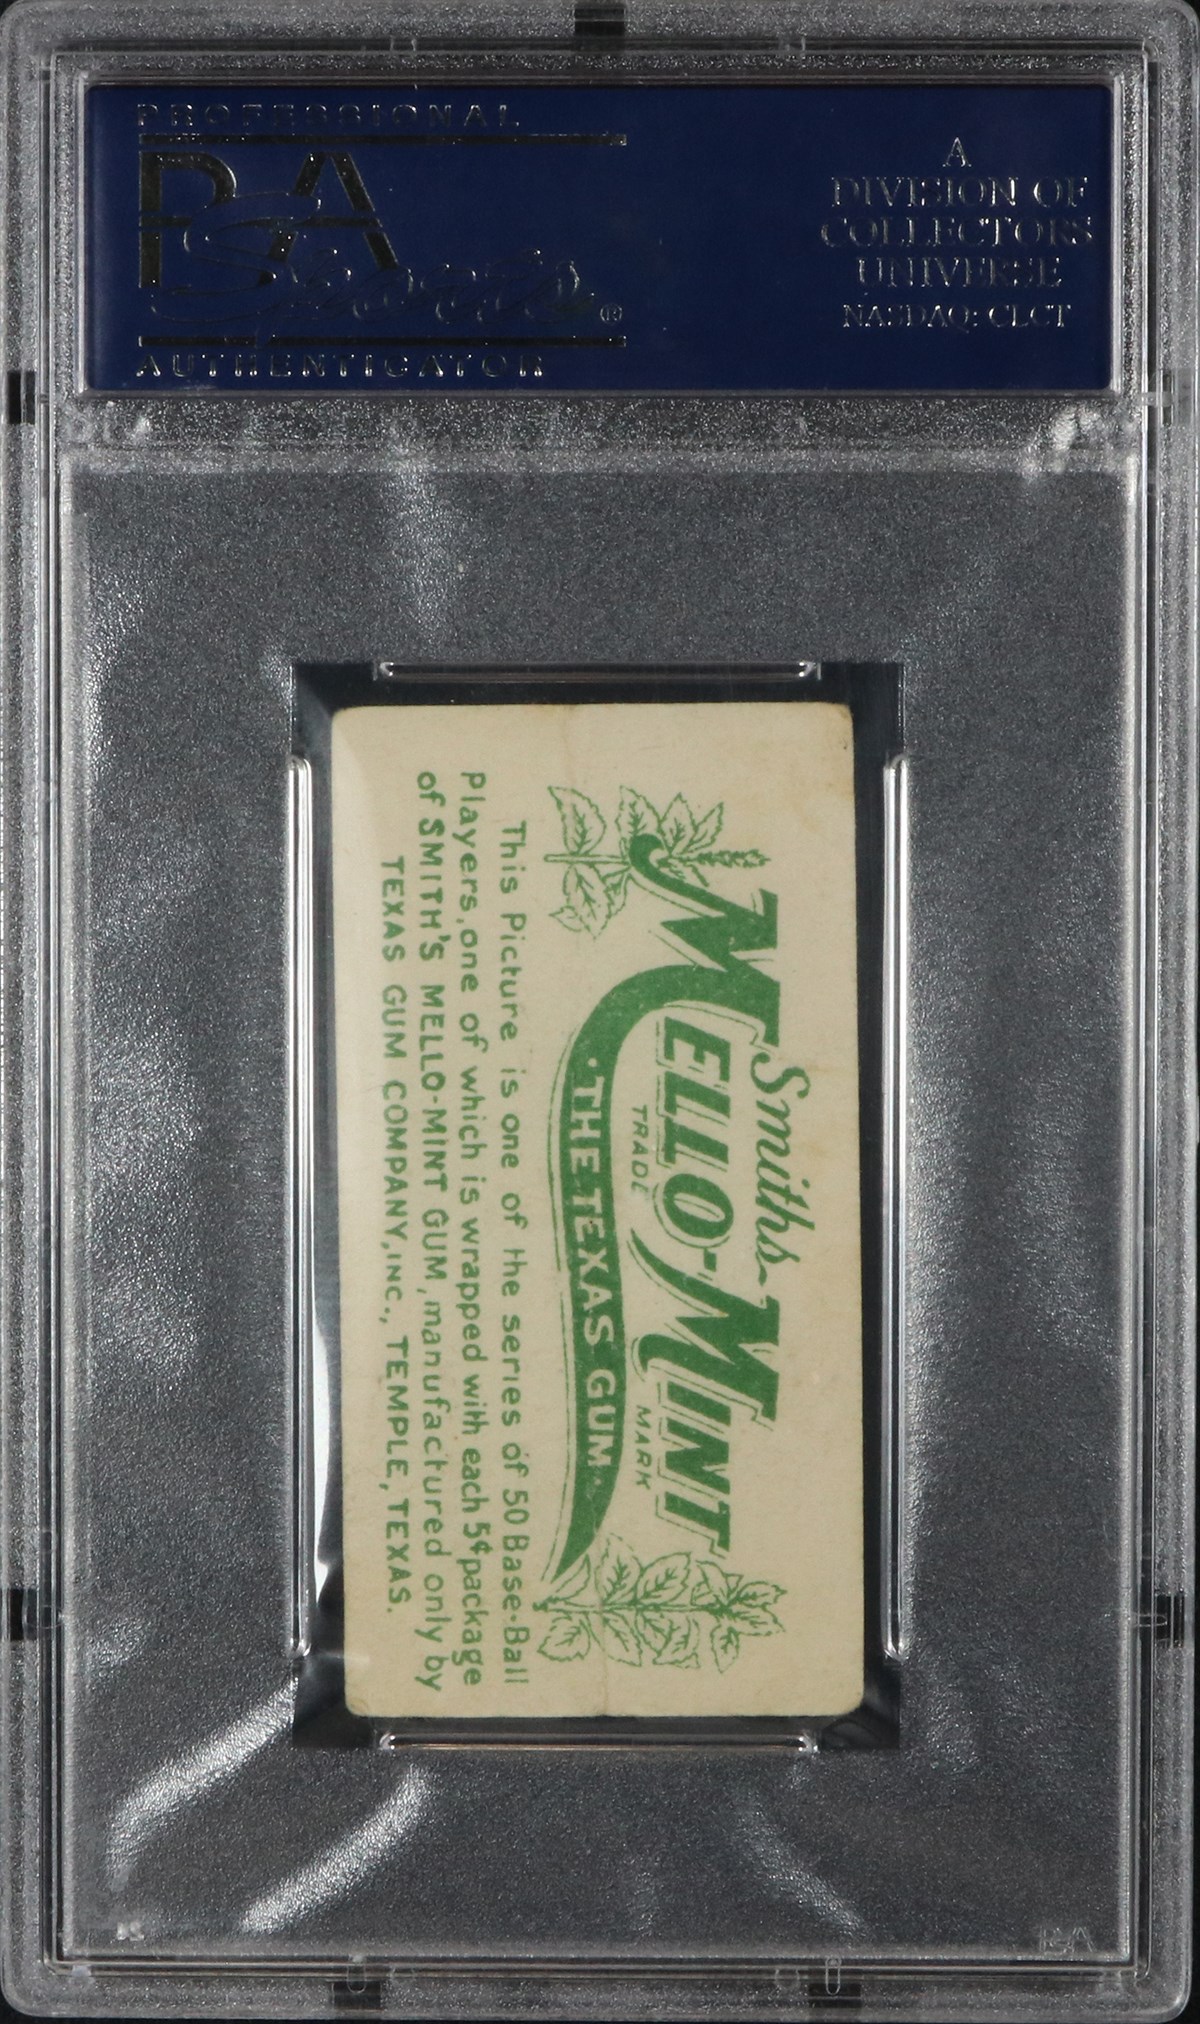 PROFESSIONAL
PSA
Sports
®
AUTHENTICATOR
A
DIVISION OF
COLLECTORS
UNIVERSE
NASDAQ: CLCT
Smiths
MELLO-MINT
TRADE MARK
·THE TEXAS GUM·
This Picture is one of the series of 50 Base-Ball
Players, one of which is wrapped with each 5¢ package
of SMITH'S MELLO-MINT GUM, manufactured only by
TEXAS GUM COMPANY, INC., TEMPLE, TEXAS.
PSA